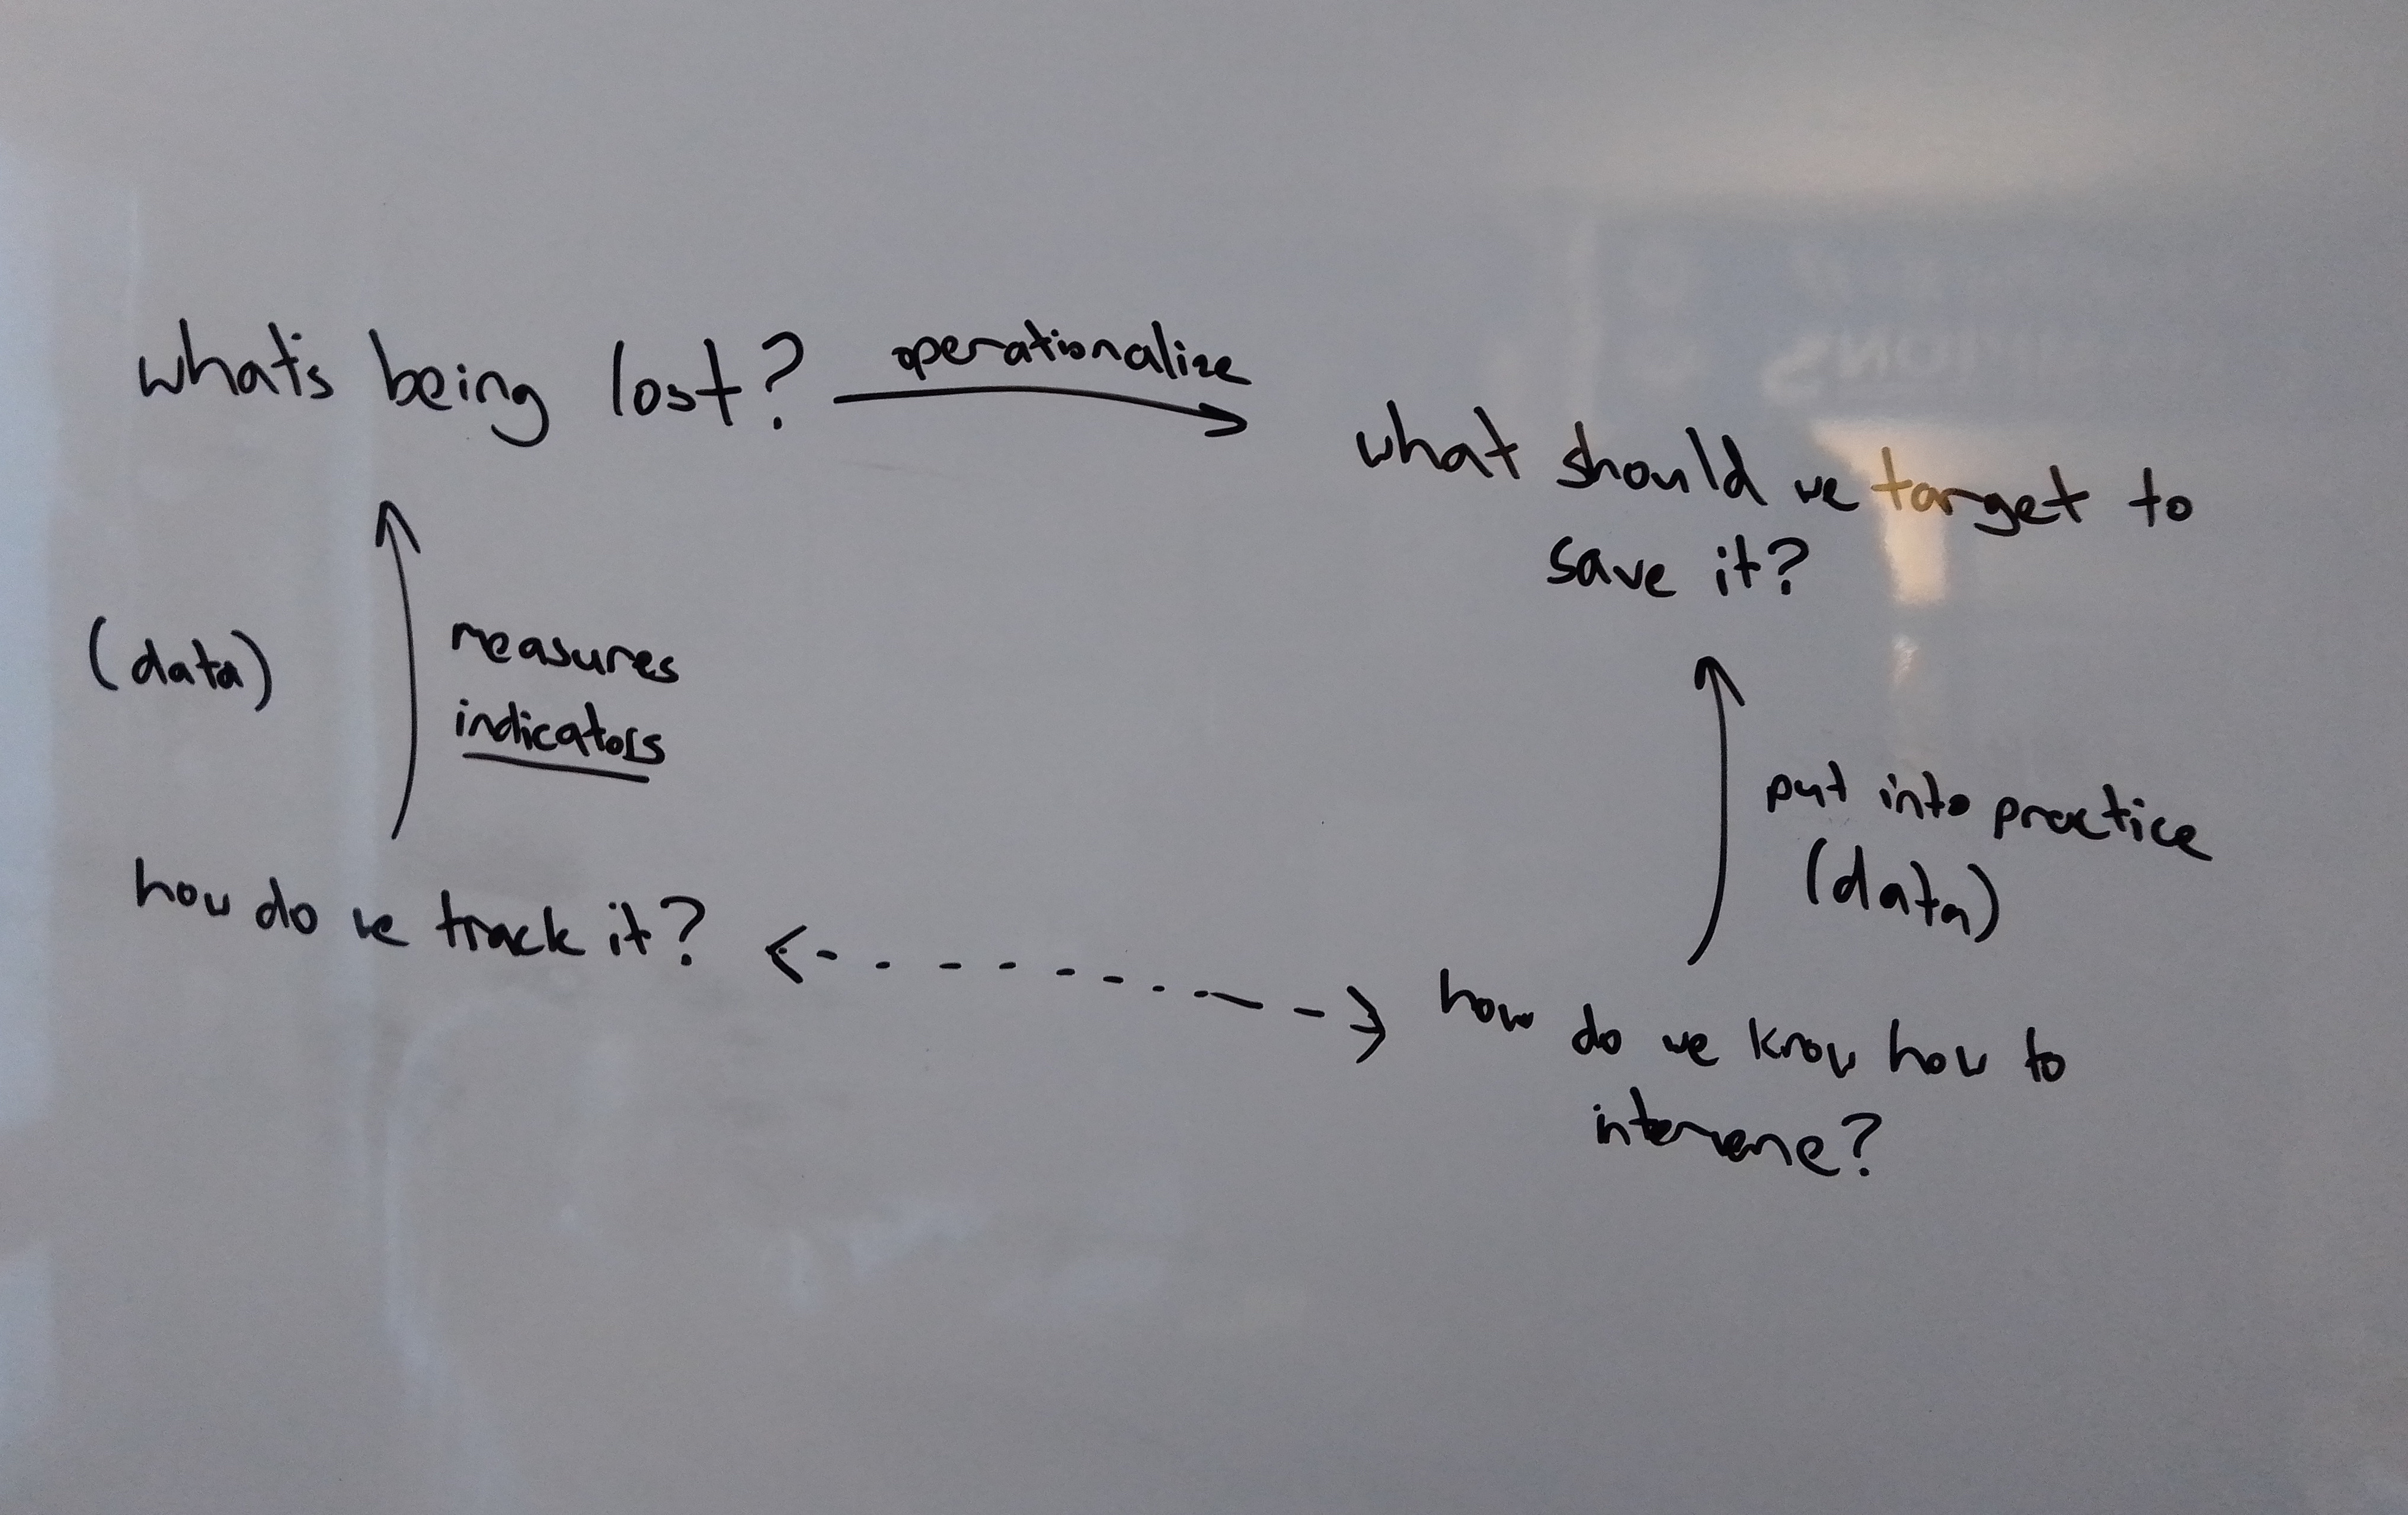 what's being lost?
operationalize
what should we target to
save it?
(data)
measures
indicators
put into practice
(data)
how do we track it?
how do we know how to
intervene?